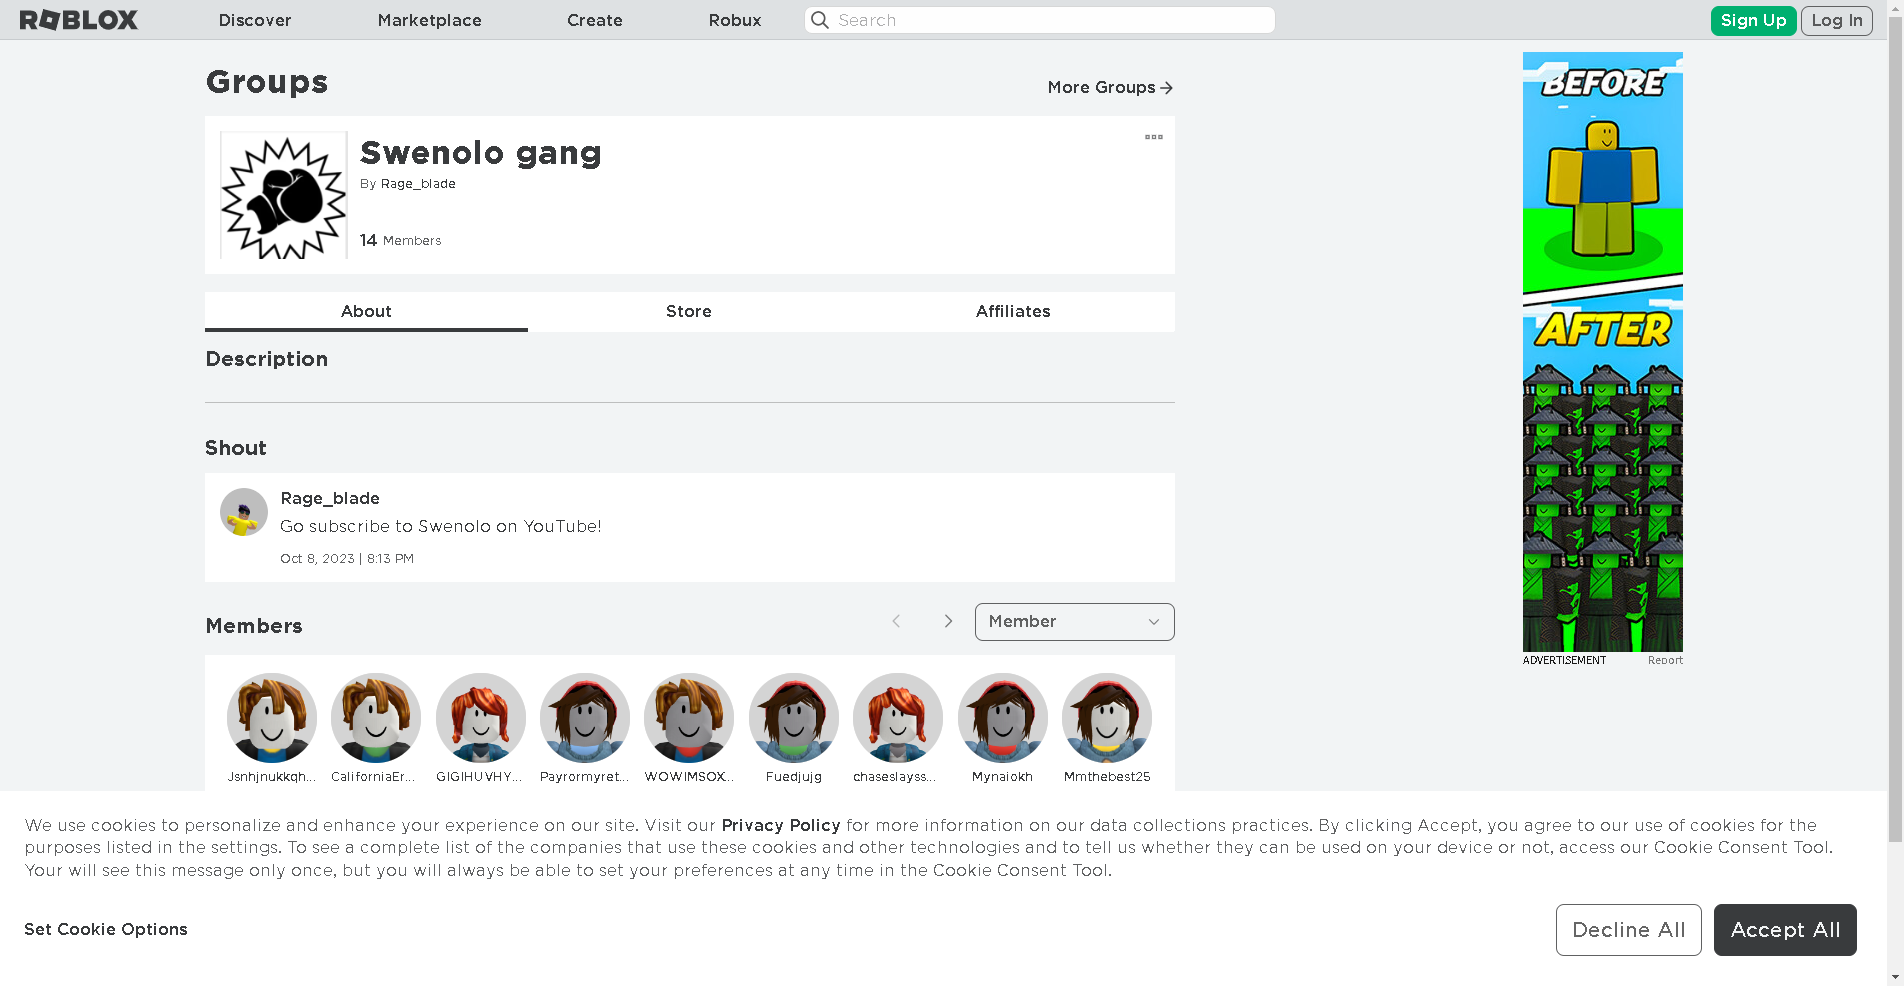 ROBLOX
Discover
Marketplace
Create
Robux
Search
Sign Up
Log In
Groups
More Groups
Swenolo gang
By Rage_blade
14 Members
About
Store
Affiliates
Description
Shout
Rage_blade
Go subscribe to Swenolo on YouTube!
Oct 8, 2023 | 8:13 PM
Members
Member
Jsnhjnukkqh...
CaliforniaEr...
GIGIHUVHY...
Payrormyret...
WOWIMSOX...
Fuedjujg
chaseslayss...
Mynaiokh
Mmthebest25
BEFORE
AFTER
ADVERTISEMENT
Report
We use cookies to personalize and enhance your experience on our site. Visit our Privacy Policy for more information on our data collections practices. By clicking Accept, you agree to our use of cookies for the
purposes listed in the settings. To see a complete list of the companies that use these cookies and other technologies and to tell us whether they can be used on your device or not, access our Cookie Consent Tool.
Your will see this message only once, but you will always be able to set your preferences at any time in the Cookie Consent Tool.
Set Cookie Options
Decline All
Accept All